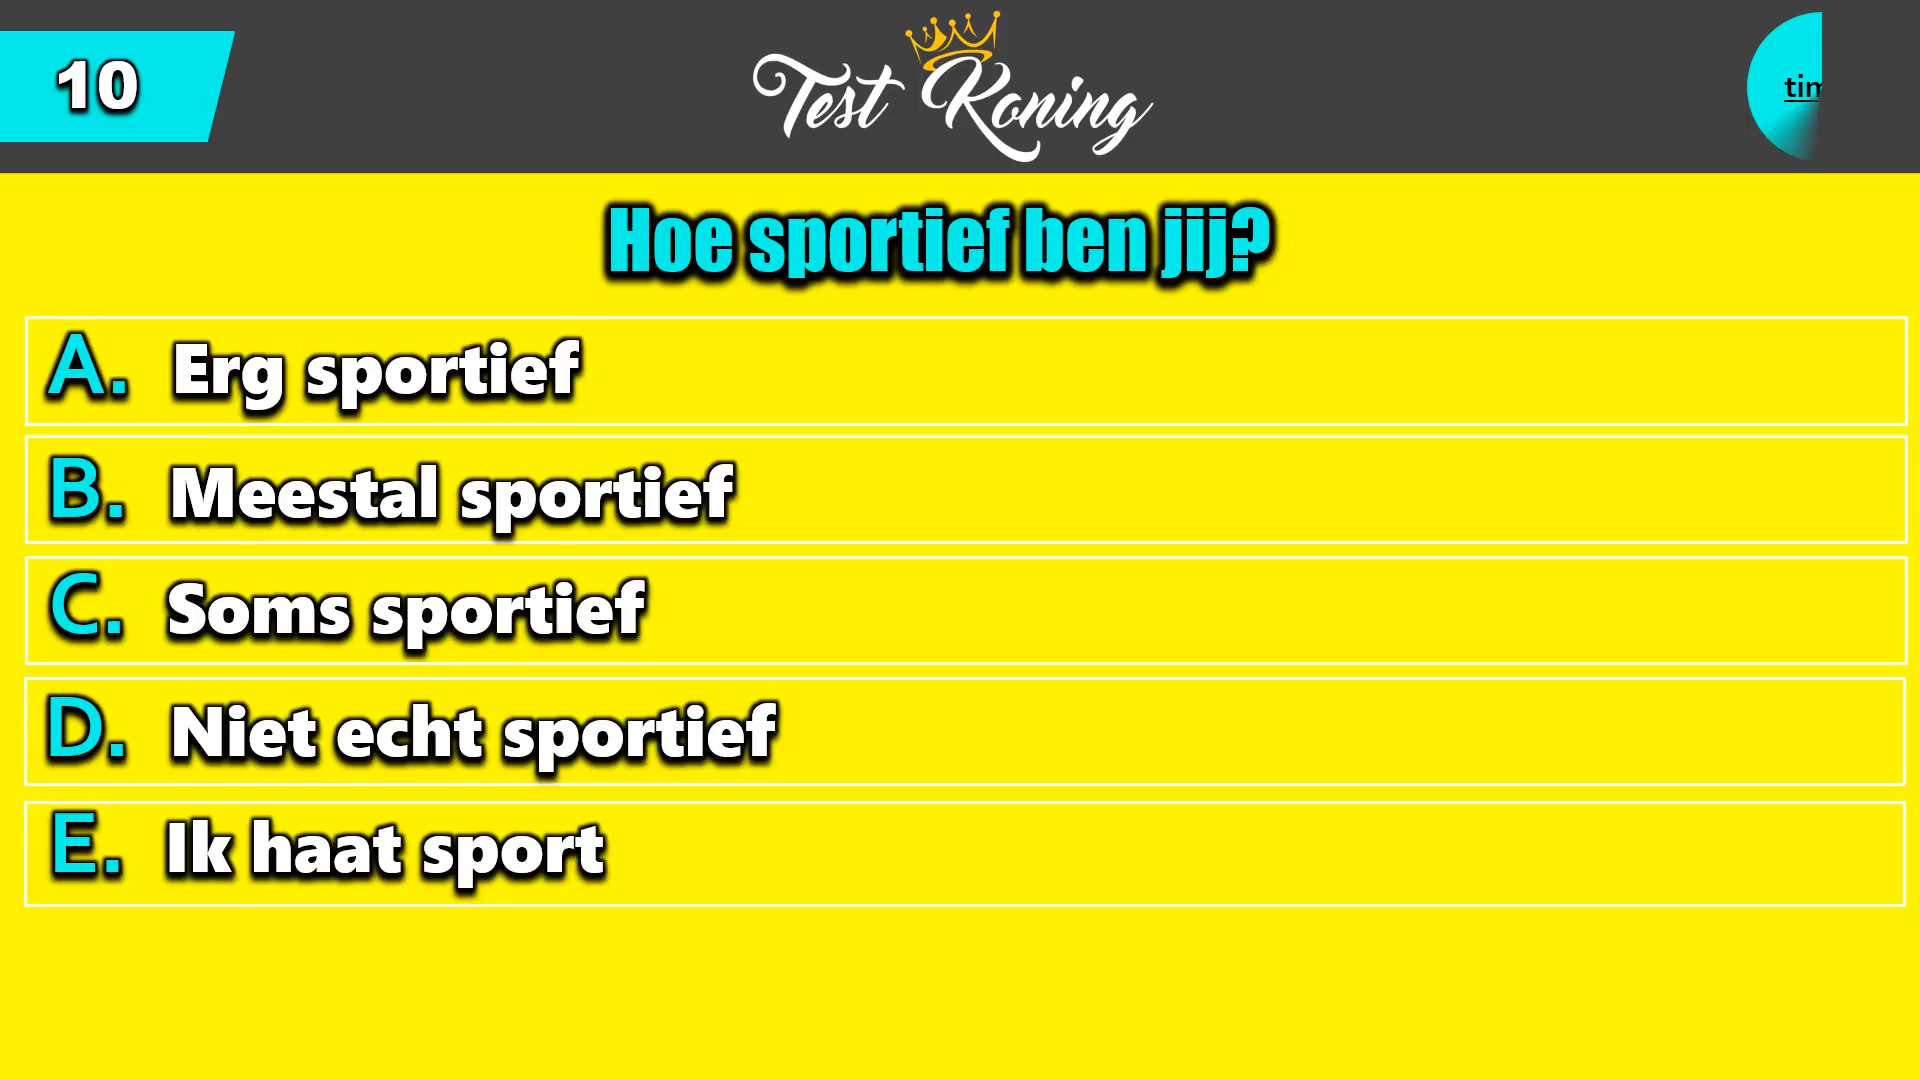 10
Test Koning
tim
Hoe sportief ben jij?
A. Erg sportief
B. Meestal sportief
C. Soms sportief
D. Niet echt sportief
E. Ik haat sport